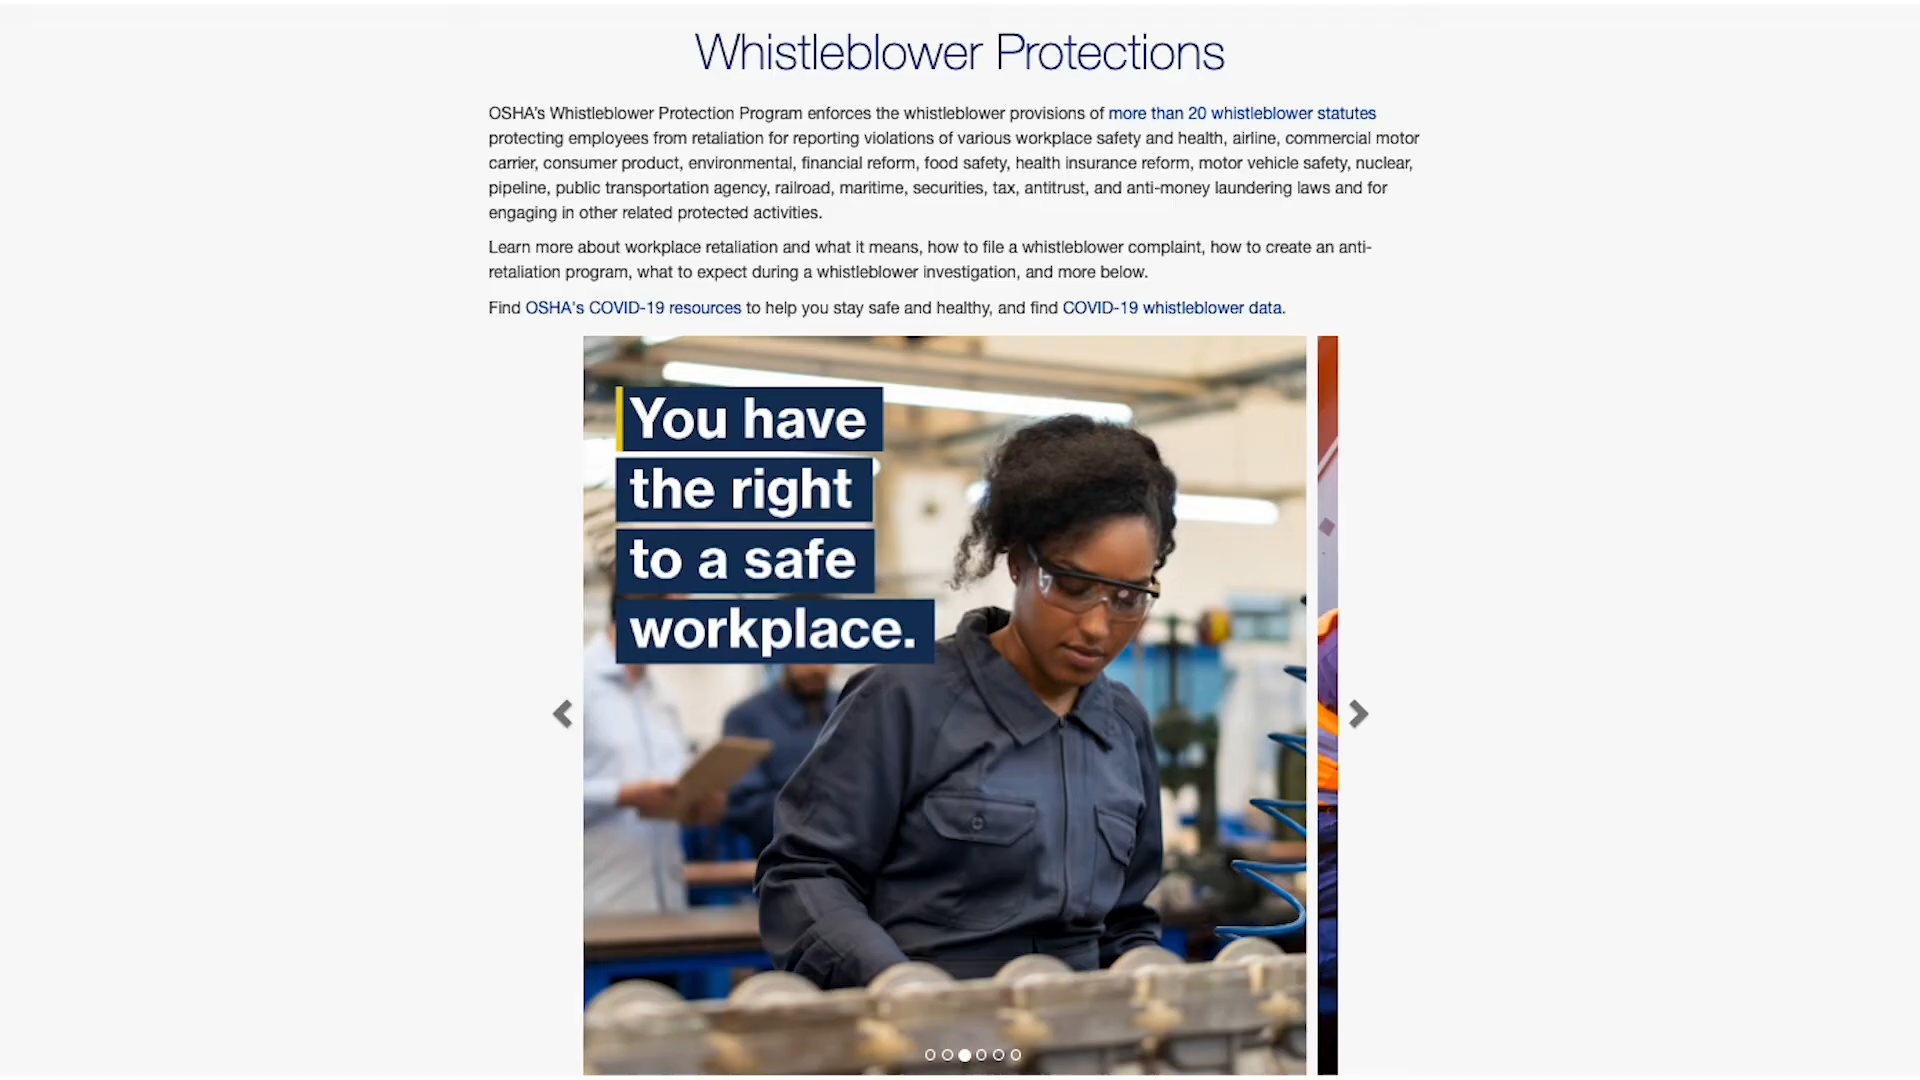 Whistleblower Protections
OSHA's Whistleblower Protection Program enforces the whistleblower provisions of more than 20 whistleblower statutes
protecting employees from retaliation for reporting violations of various workplace safety and health, airline, commercial motor
carrier, consumer product, environmental, financial reform, food safety, health insurance reform, motor vehicle safety, nuclear,
pipeline, public transportation agency, railroad, maritime, securities, tax, antitrust, and anti-money laundering laws and for
engaging in other related protected activities.
Learn more about workplace retaliation and what it means, how to file a whistleblower complaint, how to create an anti-
retaliation program, what to expect during a whistleblower investigation, and more below.
Find OSHA's COVID-19 resources to help you stay safe and healthy, and find COVID-19 whistleblower data.
You have
the right
to a safe
workplace.